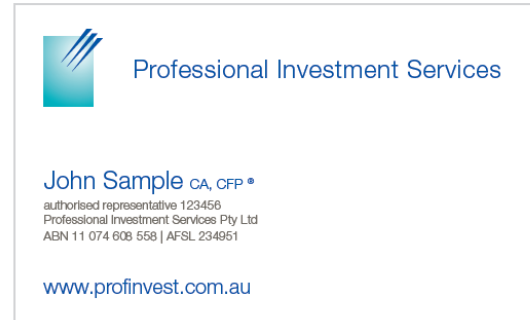 Professional Investment Services
John Sample CA, CFP ®
authorised representative 123456
Professional Investment Services Pty Ltd
ABN 11 074 608 558 | AFSL 234951
www.profinvest.com.au